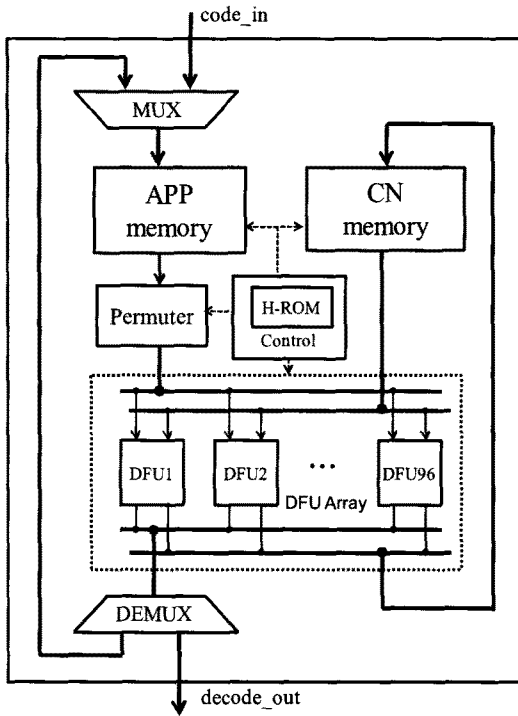 code_in
MUX
APP
memory
CN
memory
Permuter
H-ROM
Control
DFU1
DFU2
...
DFU96
DFU Array
DEMUX
decode_out